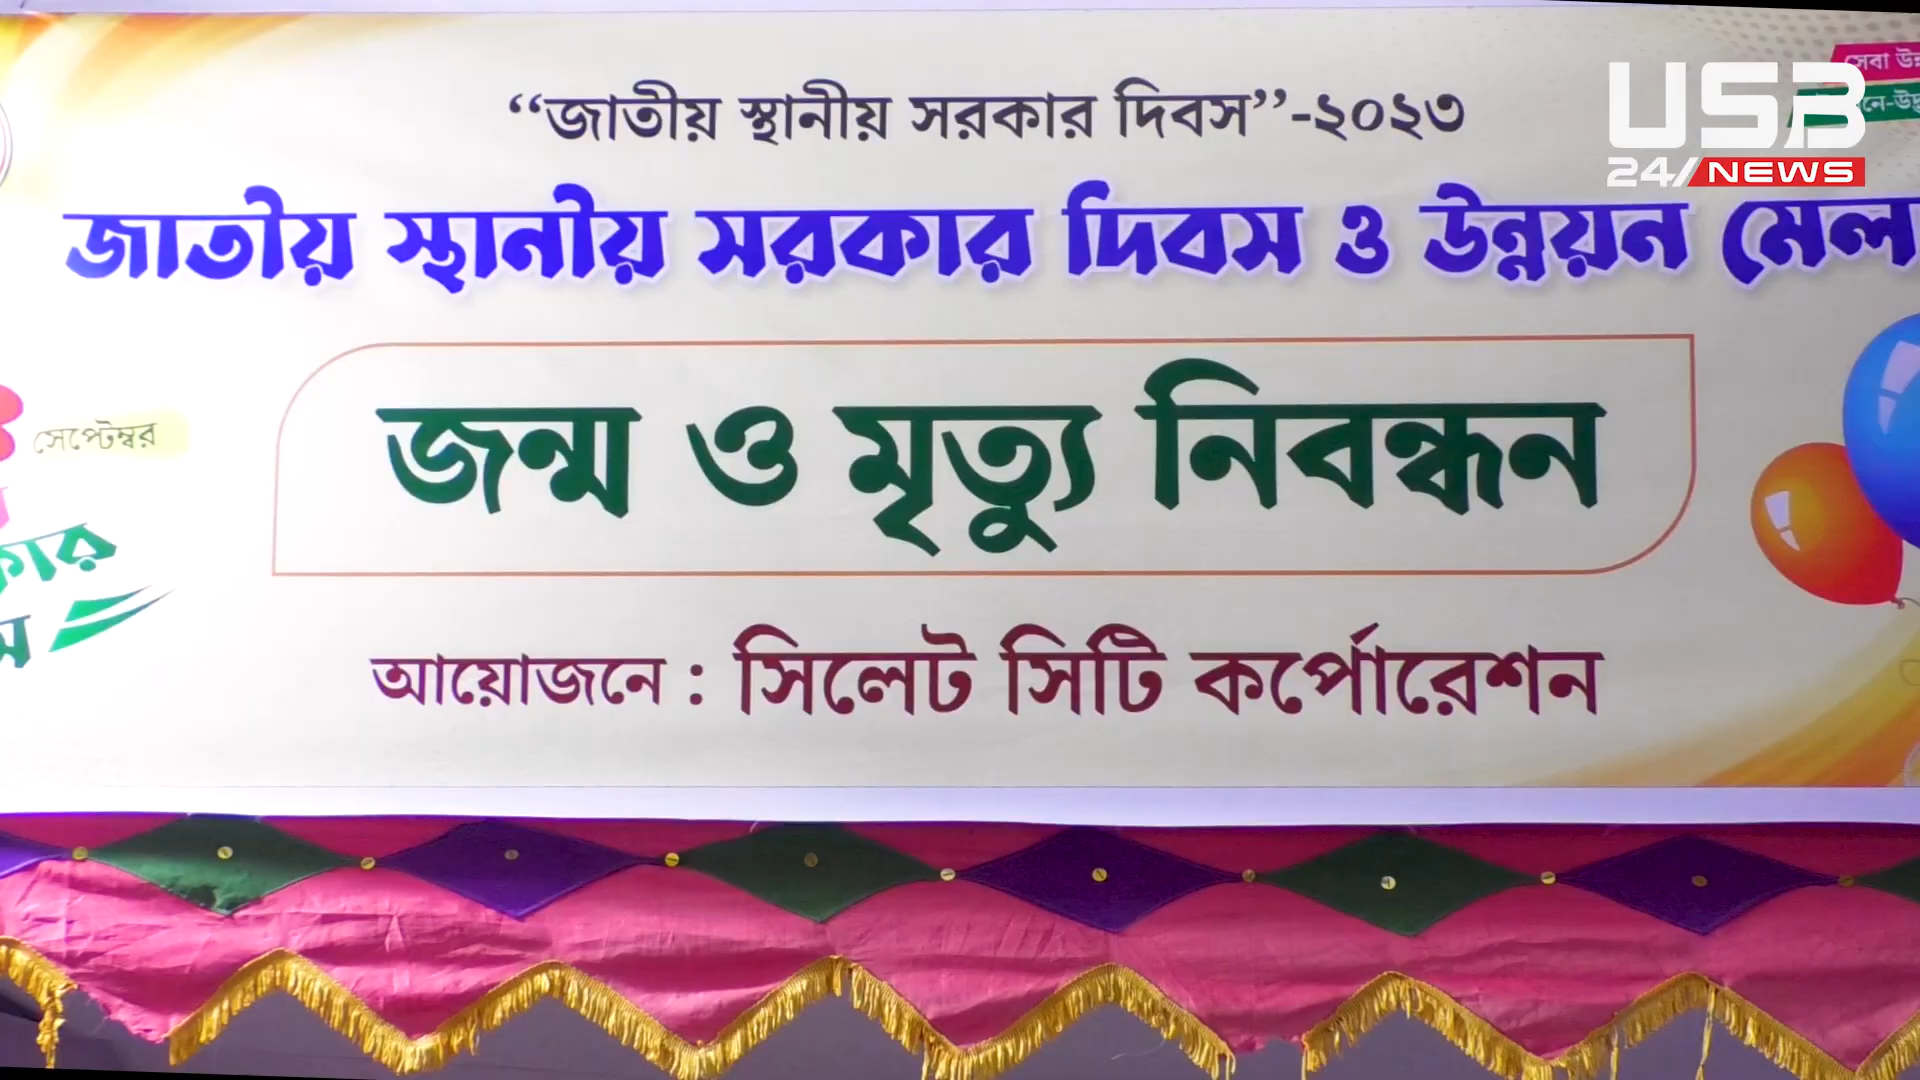 “জাতীয় স্থানীয় সরকার দিবস”-২০২৩
USB
24/NEWS
জাতীয় স্থানীয় সরকার দিবস ও উন্নয়ন মেলা
জন্ম ও মৃত্যু নিবন্ধন
সেপ্টেম্বর
আয়োজনে : সিলেট সিটি কর্পোরেশন